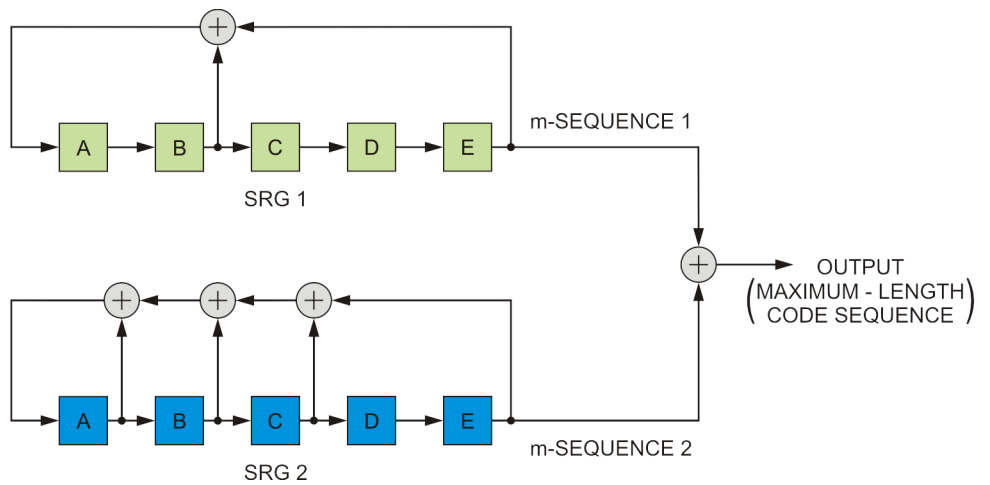 A B C D E
SRG 1
m-SEQUENCE 1
OUTPUT
(MAXIMUM - LENGTH
CODE SEQUENCE)
A B C D E
SRG 2
m-SEQUENCE 2